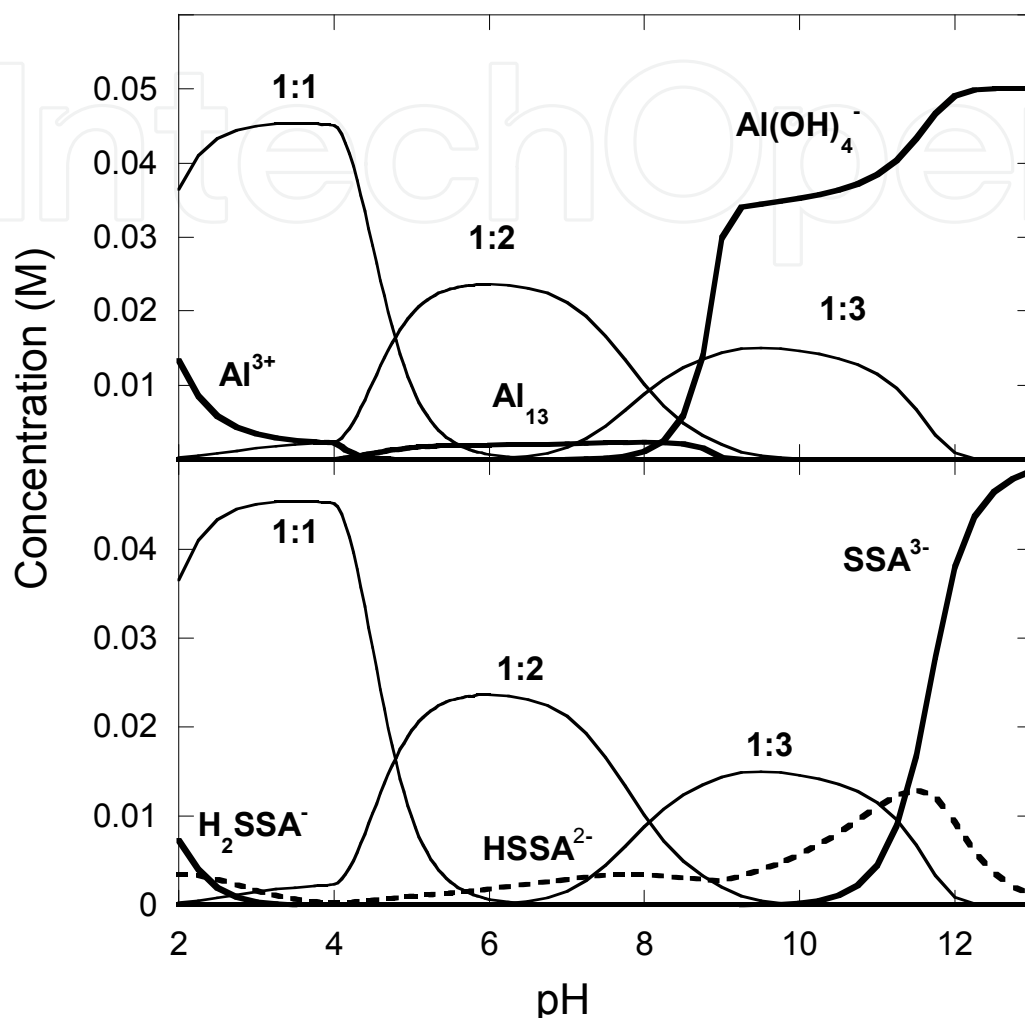 IntechOpen
1:1
0.05
Al(OH)₄⁻
0.04
1:2
0.03
1:3
0.02
Al³⁺
Al₁₃
0.01
Concentration (M)
1:1
SSA³⁻
0.04
0.03
1:2
0.02
1:3
0.01
H₂SSA⁻
HSSA²⁻
0
2 4 6 8 10 12
pH